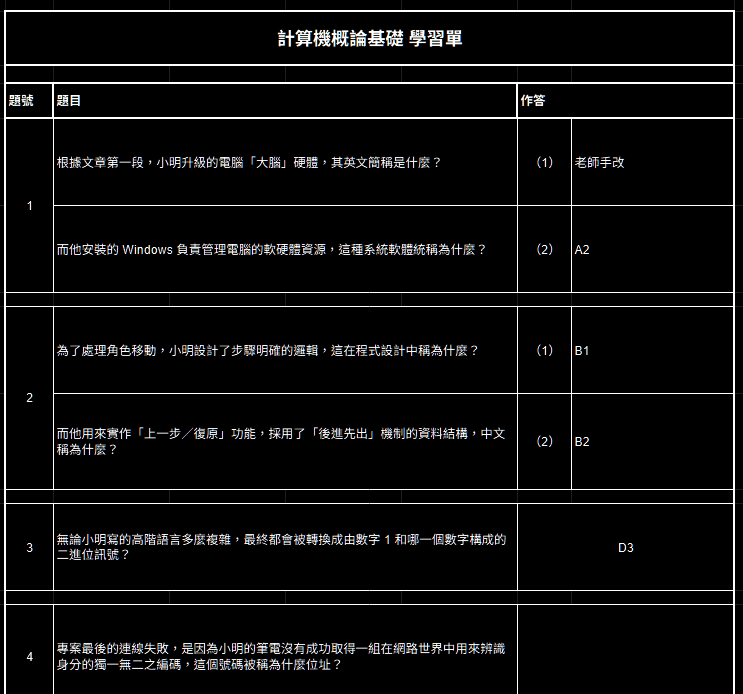 計算機概論基礎 學習單
題號 題目 作答
1
根據文章第一段，小明升級的電腦「大腦」硬體，其英文簡稱是什麼？ （1） 老師手改
而他安裝的 Windows 負責管理電腦的軟硬體資源，這種系統軟體統稱為什麼？ （2） A2
2
為了處理角色移動，小明設計了步驟明確的邏輯，這在程式設計中稱為什麼？ （1） B1
而他用來實作「上一步／復原」功能，採用了「後進先出」機制的資料結構，中文
稱為什麼？ （2） B2
3
無論小明寫的高階語言多麼複雜，最終都會被轉換成由數字 1 和哪一個數字構成的
二進位訊號？ D3
4
專案最後的連線失敗，是因為小明的筆電沒有成功取得一組在網路世界中用來辨識
身分的獨一無二之編碼，這個號碼被稱為什麼位址？